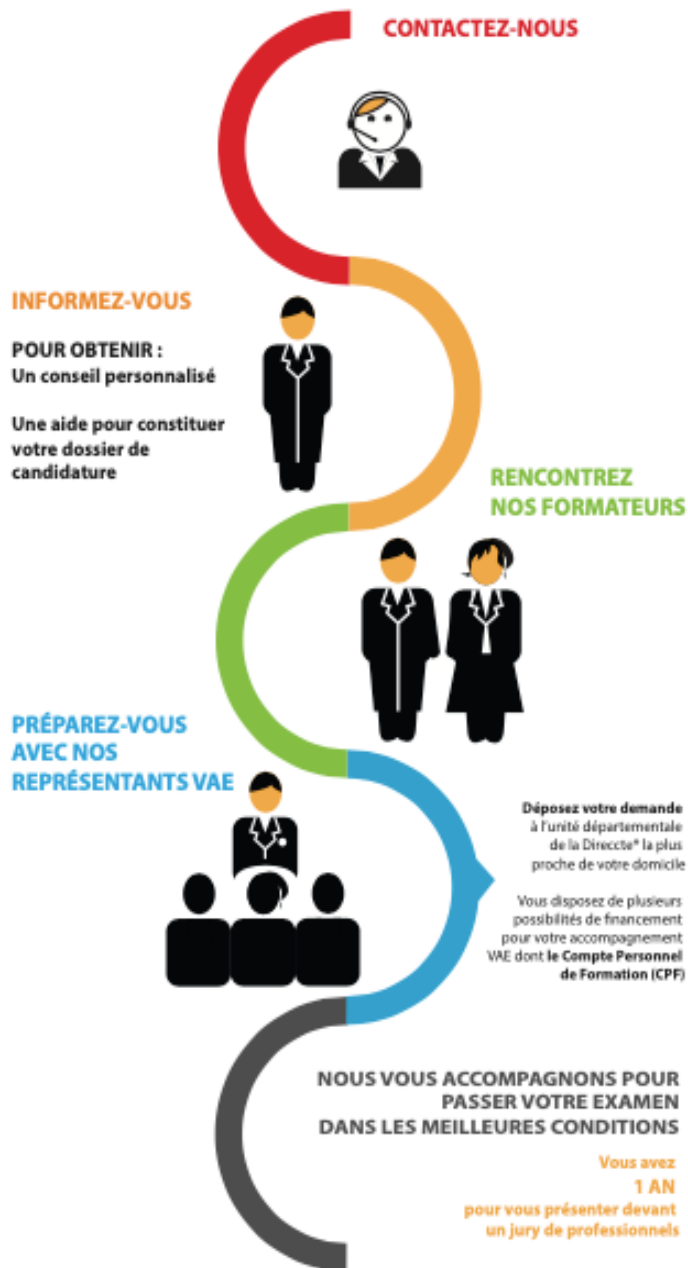 CONTACTEZ-NOUS
INFORMEZ-VOUS
POUR OBTENIR :
Un conseil personnalisé
Une aide pour constituer
votre dossier de
candidature
RENCONTREZ
NOS FORMATEURS
PRÉPAREZ-VOUS
AVEC NOS
REPRÉSENTANTS VAE
Déposez votre demande
à l'unité départementale
de la Direccte* la plus
proche de votre domicile
Vous disposez de plusieurs
possibilités de financement
pour votre accompagnement
VAE dont le Compte Personnel
de Formation (CPF)
NOUS VOUS ACCOMPAGNONS POUR
PASSER VOTRE EXAMEN
DANS LES MEILLEURES CONDITIONS
Vous avez
1 AN
pour vous présenter devant
un jury de professionnels